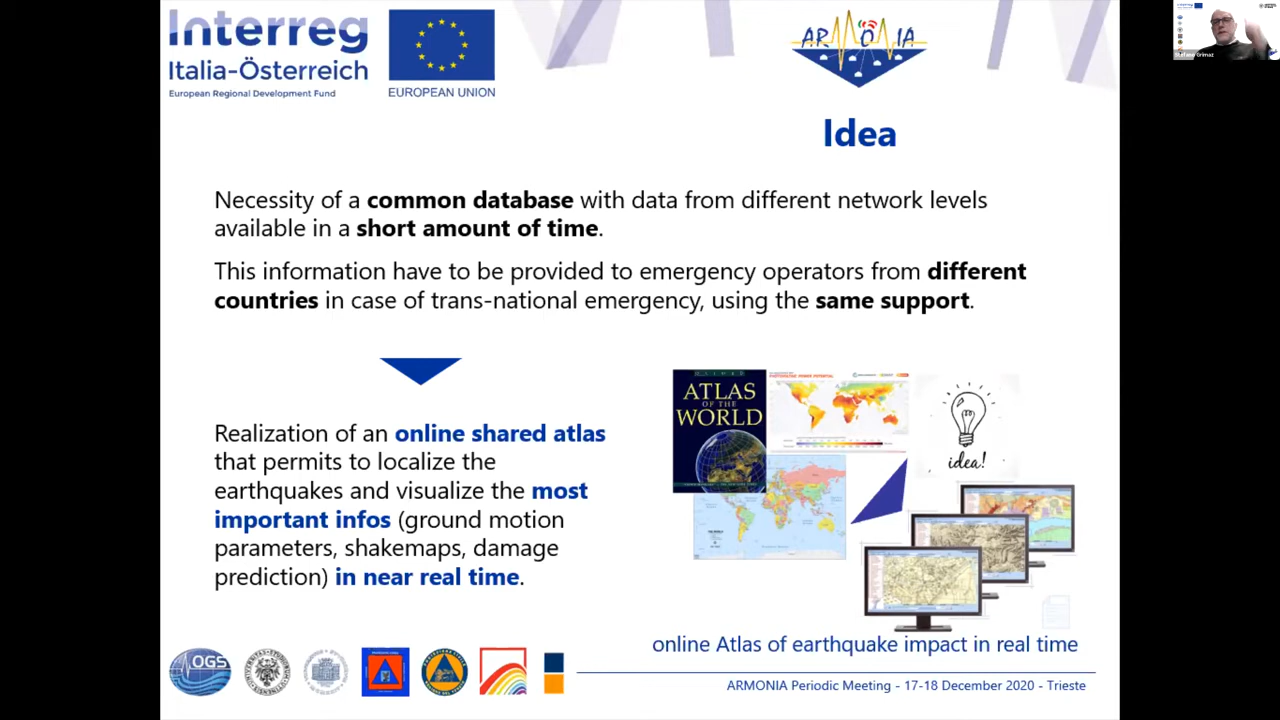 Interreg
Italia-Österreich
European Regional Development Fund
EUROPEAN UNION
ARMONIA
Stefano Grimaz
Idea
Necessity of a common database with data from different network levels
available in a short amount of time.
This information have to be provided to emergency operators from different
countries in case of trans-national emergency, using the same support.
Realization of an online shared atlas
that permits to localize the
earthquakes and visualize the most
important infos (ground motion
parameters, shakemaps, damage
prediction) in near real time.
ATLAS
OF THE
WORLD
PHOTOVOLTAIC POWER POTENTIAL
idea!
online Atlas of earthquake impact in real time
OGS
ARMONIA Periodic Meeting - 17-18 December 2020 - Trieste